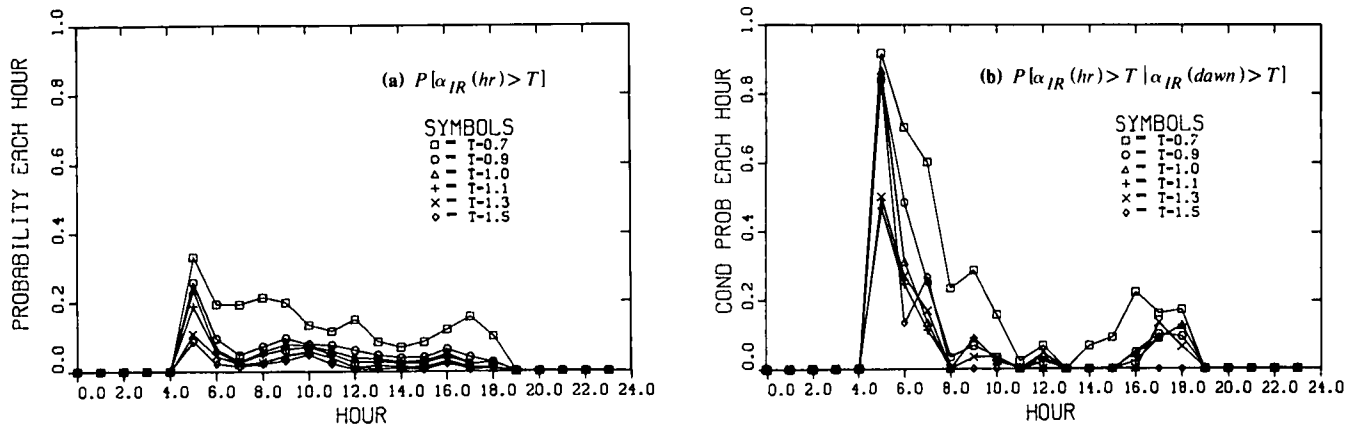 (a) P[α_IR (hr) > T]
SYMBOLS
□ = T-0.7
○ = T-0.9
△ = T-1.0
+ = T-1.1
× = T-1.3
◇ = T-1.5
PROBABILITY EACH HOUR
1.0
0.8
0.6
0.4
0.2
0.0
0.0 2.0 4.0 6.0 8.0 10.0 12.0 14.0 16.0 18.0 20.0 22.0 24.0
HOUR
(b) P[α_IR (hr) > T | α_IR (dawn) > T]
SYMBOLS
□ = T-0.7
○ = T-0.9
△ = T-1.0
+ = T-1.1
× = T-1.3
◇ = T-1.5
COND PROB EACH HOUR
1.0
0.8
0.6
0.4
0.2
0.0
0.0 2.0 4.0 6.0 8.0 10.0 12.0 14.0 16.0 18.0 20.0 22.0 24.0
HOUR